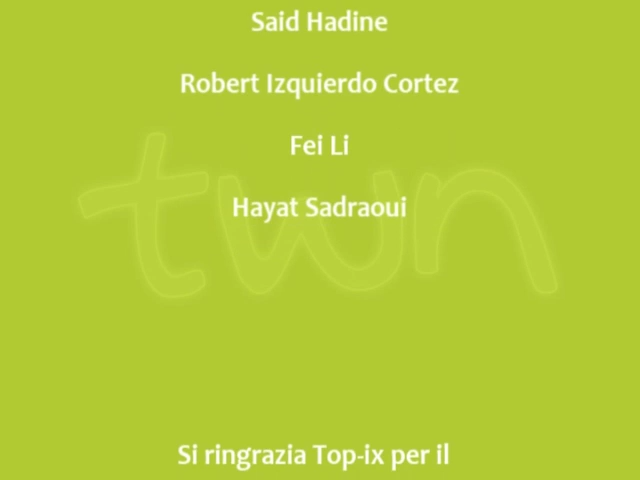 Said Hadine
Robert Izquierdo Cortez
Fei Li
Hayat Sadraoui
twn
Si ringrazia Top-ix per il